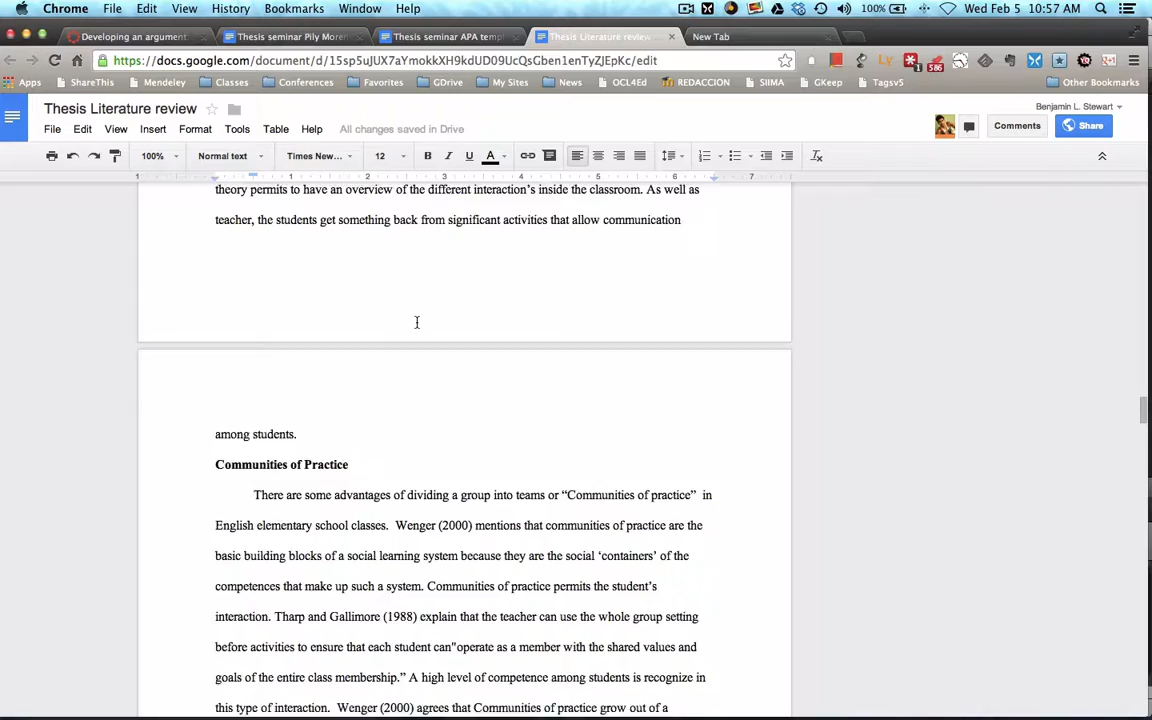 Chrome File Edit View History Bookmarks Window Help 100% Wed Feb 5 10:57 AM
Developing an argument Thesis seminar Pily More Thesis seminar APA temp Thesis Literature review New Tab
https://docs.google.com/document/d/15sp5uJUX7aYmokkXH9kdUD09UcQsGben1enTyZJEpKc/edit
Apps ShareThis Mendeley Classes Conferences Favorites GDrive My Sites News OCL4Ed REDACCION SIIMA GKeep Tagsv5 Other Bookmarks
Thesis Literature review Benjamin L. Stewart
File Edit View Insert Format Tools Table Help All changes saved in Drive Comments Share
100% Normal text Times New... 12 B I U A
1 1 2 3 4 5 6 7
theory permits to have an overview of the different interaction's inside the classroom. As well as
teacher, the students get something back from significant activities that allow communication
among students.
Communities of Practice
There are some advantages of dividing a group into teams or “Communities of practice” in
English elementary school classes. Wenger (2000) mentions that communities of practice are the
basic building blocks of a social learning system because they are the social ‘containers’ of the
competences that make up such a system. Communities of practice permits the student’s
interaction. Tharp and Gallimore (1988) explain that the teacher can use the whole group setting
before activities to ensure that each student can"operate as a member with the shared values and
goals of the entire class membership.” A high level of competence among students is recognize in
this type of interaction. Wenger (2000) agrees that Communities of practice grow out of a